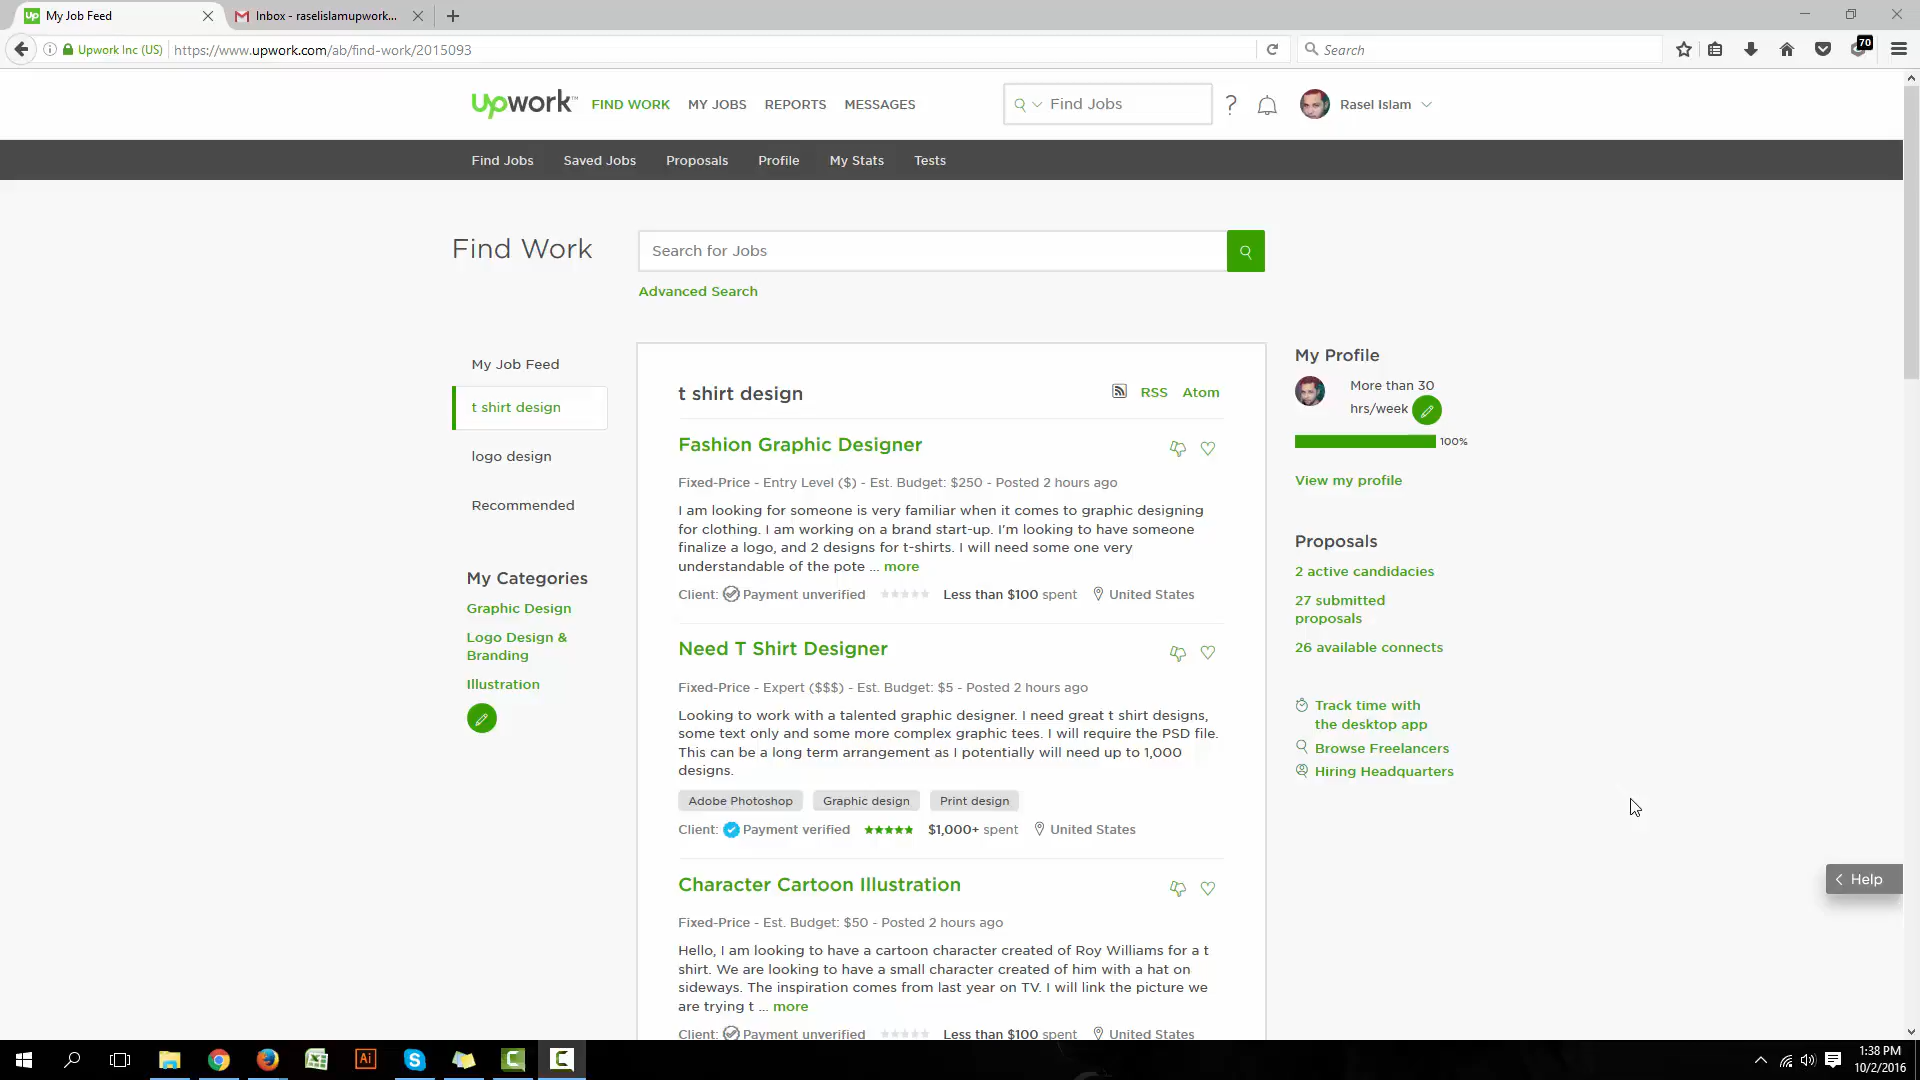 My Job Feed
Inbox - raselislamupwork...
Upwork Inc (US)
https://www.upwork.com/ab/find-work/2015093
Search
70
upwork™
FIND WORK
MY JOBS
REPORTS
MESSAGES
Find Jobs
?
Rasel Islam
Find Jobs
Saved Jobs
Proposals
Profile
My Stats
Tests
Find Work
Search for Jobs
Advanced Search
My Job Feed
t shirt design
logo design
Recommended
My Categories
Graphic Design
Logo Design &
Branding
Illustration
t shirt design
RSS
Atom
Fashion Graphic Designer
Fixed-Price - Entry Level ($) - Est. Budget: $250 - Posted 2 hours ago
I am looking for someone is very familiar when it comes to graphic designing
for clothing. I am working on a brand start-up. I'm looking to have someone
finalize a logo, and 2 designs for t-shirts. I will need some one very
understandable of the pote ... more
Client: Payment unverified Less than $100 spent United States
Need T Shirt Designer
Fixed-Price - Expert ($$$) - Est. Budget: $5 - Posted 2 hours ago
Looking to work with a talented graphic designer. I need great t shirt designs,
some text only and some more complex graphic tees. I will require the PSD file.
This can be a long term arrangement as I potentially will need up to 1,000
designs.
Adobe Photoshop
Graphic design
Print design
Client: Payment verified $1,000+ spent United States
Character Cartoon Illustration
Fixed-Price - Est. Budget: $50 - Posted 2 hours ago
Hello, I am looking to have a cartoon character created of Roy Williams for a t
shirt. We are looking to have a small character created of him with a hat on
sideways. The inspiration comes from last year on TV. I will link the picture we
are trying t ... more
Client: Payment unverified Less than $100 spent United States
My Profile
More than 30
hrs/week
100%
View my profile
Proposals
2 active candidacies
27 submitted
proposals
26 available connects
Track time with
the desktop app
Browse Freelancers
Hiring Headquarters
Help
1:38 PM
10/2/2016